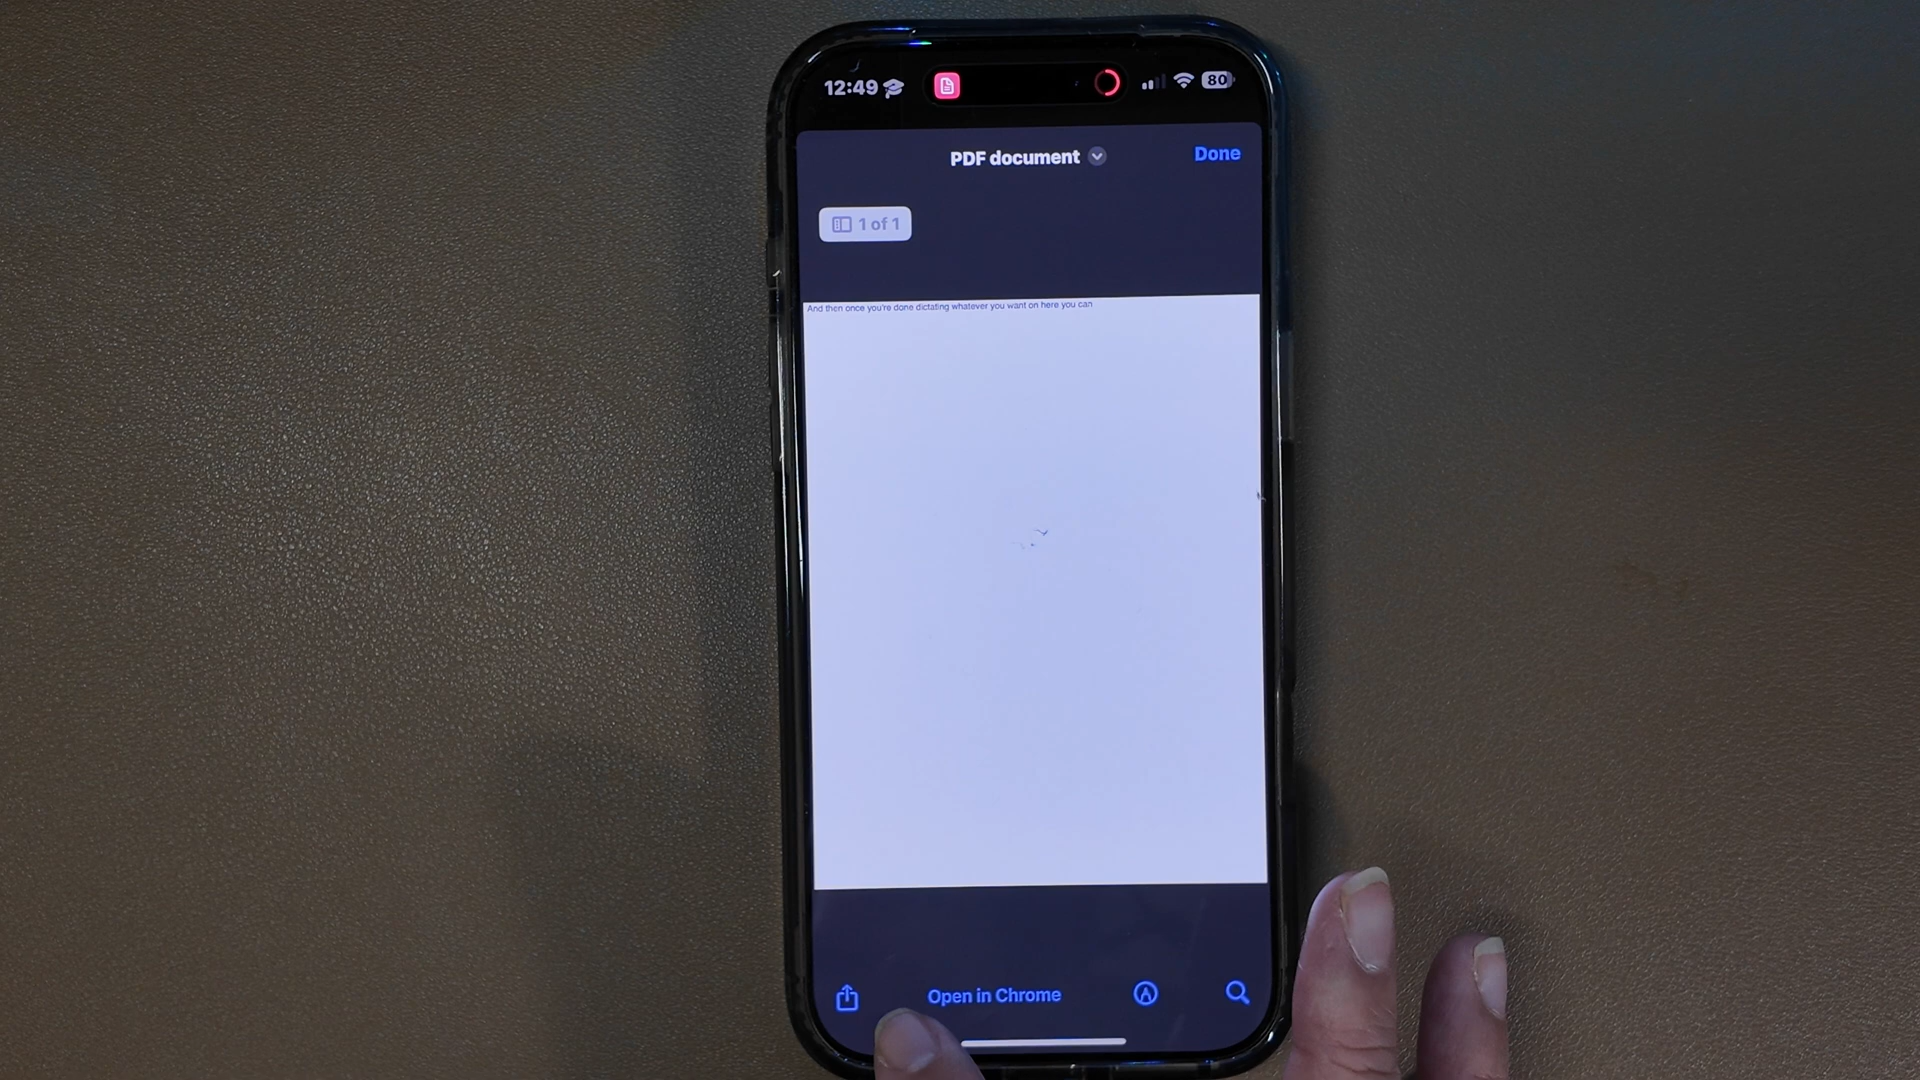 12:49
80
PDF document
Done
1 of 1
And then once you're done dictating whatever you want on here you can
Open in Chrome